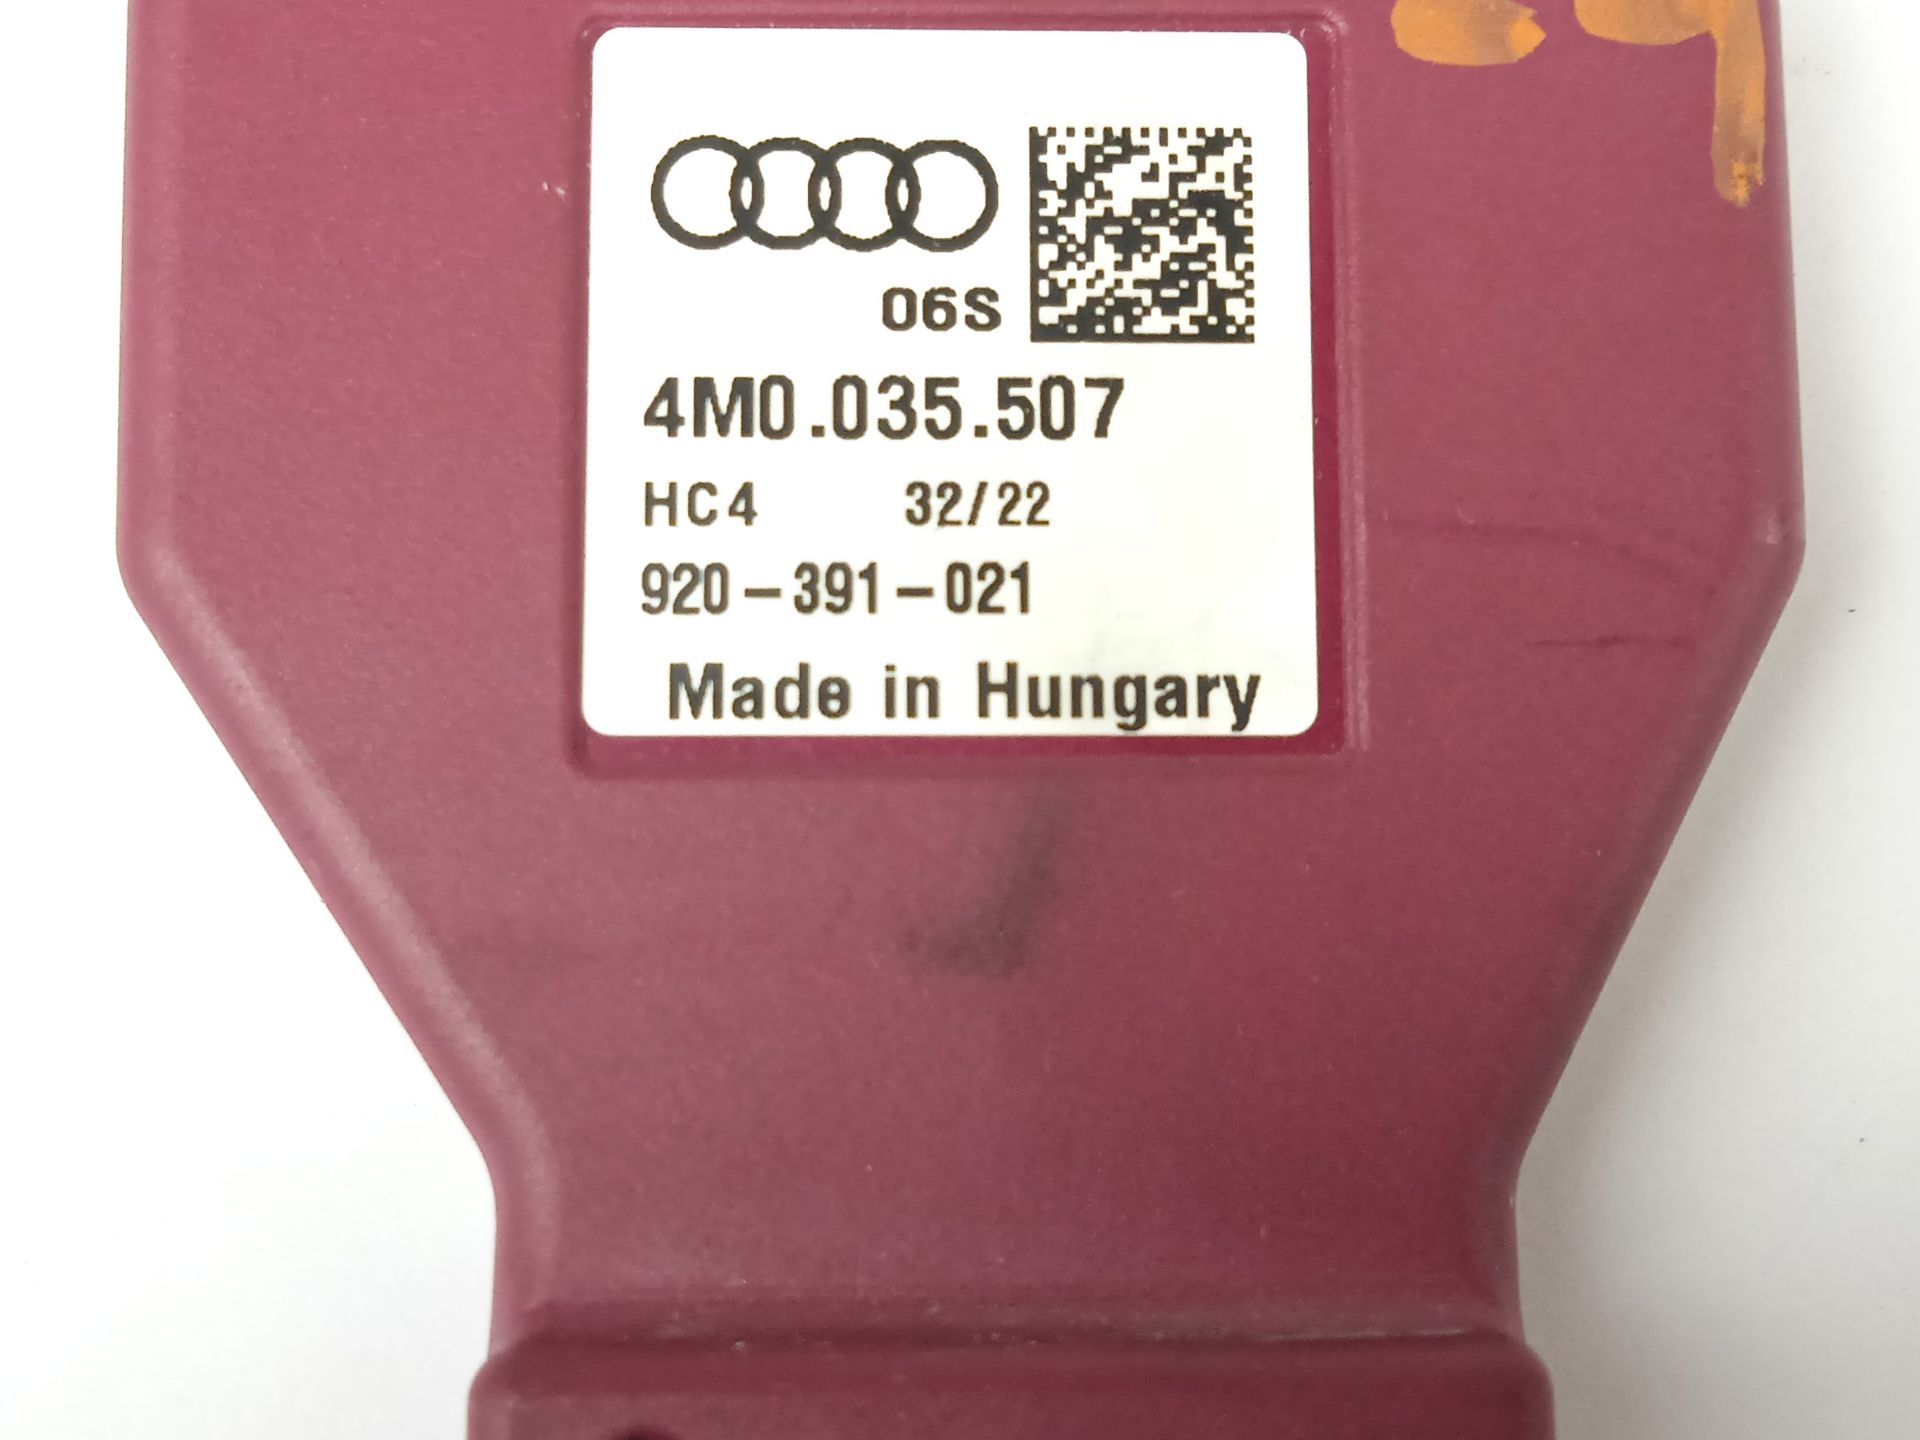 06S
4M0.035.507
HC4 32/22
920-391-021
Made in Hungary